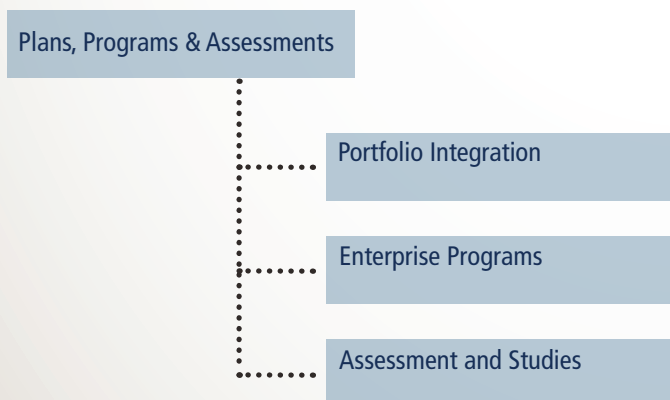 Plans, Programs & Assessments
Portfolio Integration
Enterprise Programs
Assessment and Studies